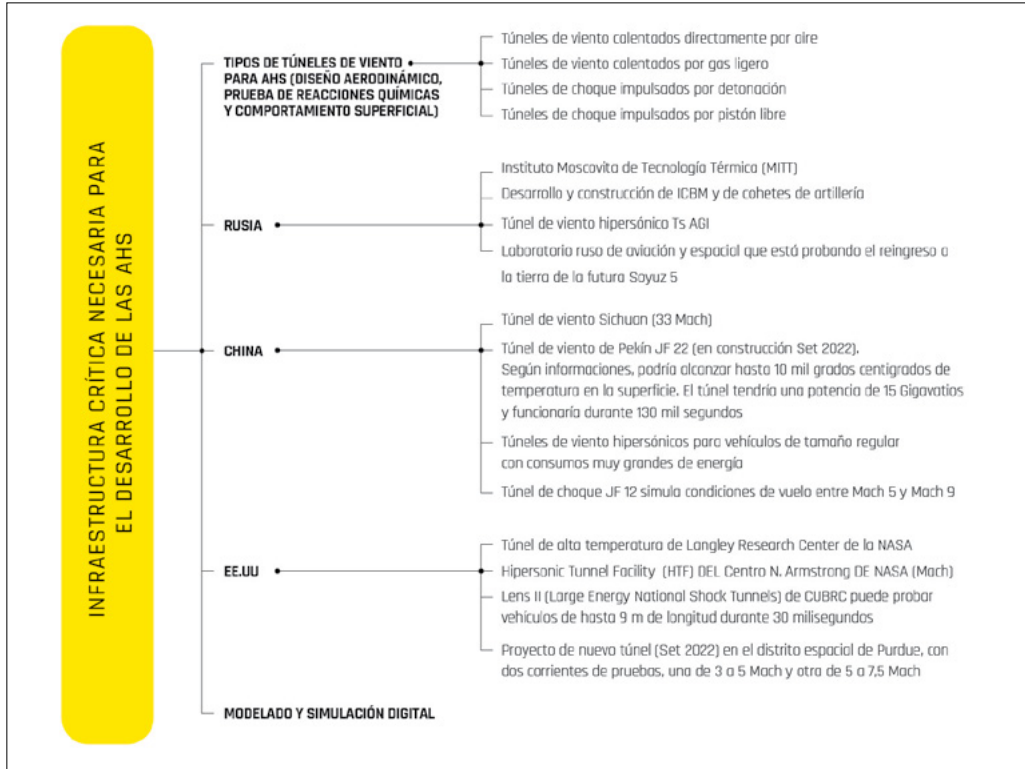 INFRAESTRUCTURA CRÍTICA NECESARIA PARA
EL DESARROLLO DE LAS AHS
TIPOS DE TÚNELES DE VIENTO
PARA AHS (DISEÑO AERODINÁMICO,
PRUEBA DE REACCIONES QUÍMICAS
Y COMPORTAMIENTO SUPERFICIAL)
Túneles de viento calentados directamente por aire
Túneles de viento calentados por gas ligero
Túneles de choque impulsados por detonación
Túneles de choque impulsados por pistón libre
RUSIA
Instituto Moscovita de Tecnología Térmica (MITT)
Desarrollo y construcción de ICBM y de cohetes de artillería
Túnel de viento hipersónico Ts AGI
Laboratorio ruso de aviación y espacial que está probando el reingreso a
la tierra de la futura Soyuz 5
CHINA
Túnel de viento Sichuan (33 Mach)
Túnel de viento de Pekín JF 22 (en construcción Set 2022).
Según informaciones, podría alcanzar hasta 10 mil grados centigrados de
temperatura en la superficie. El túnel tendría una potencia de 15 Gigavatios
y funcionaría durante 130 mil segundos
Túneles de viento hipersónicos para vehículos de tamaño regular
con consumos muy grandes de energía
Túnel de choque JF 12 simula condiciones de vuelo entre Mach 5 y Mach 9
EE.UU
Túnel de alta temperatura de Langley Research Center de la NASA
Hipersonic Tunnel Facility (HTF) DEL Centro N. Armstrong DE NASA (Mach)
Lens II (Large Energy National Shock Tunnels) de CUBRC puede probar
vehículos de hasta 9 m de longitud durante 30 milisegundos
Proyecto de nuevo túnel (Set 2022) en el distrito espacial de Purdue, con
dos corrientes de pruebas, una de 3 a 5 Mach y otra de 5 a 7,5 Mach
MODELADO Y SIMULACIÓN DIGITAL